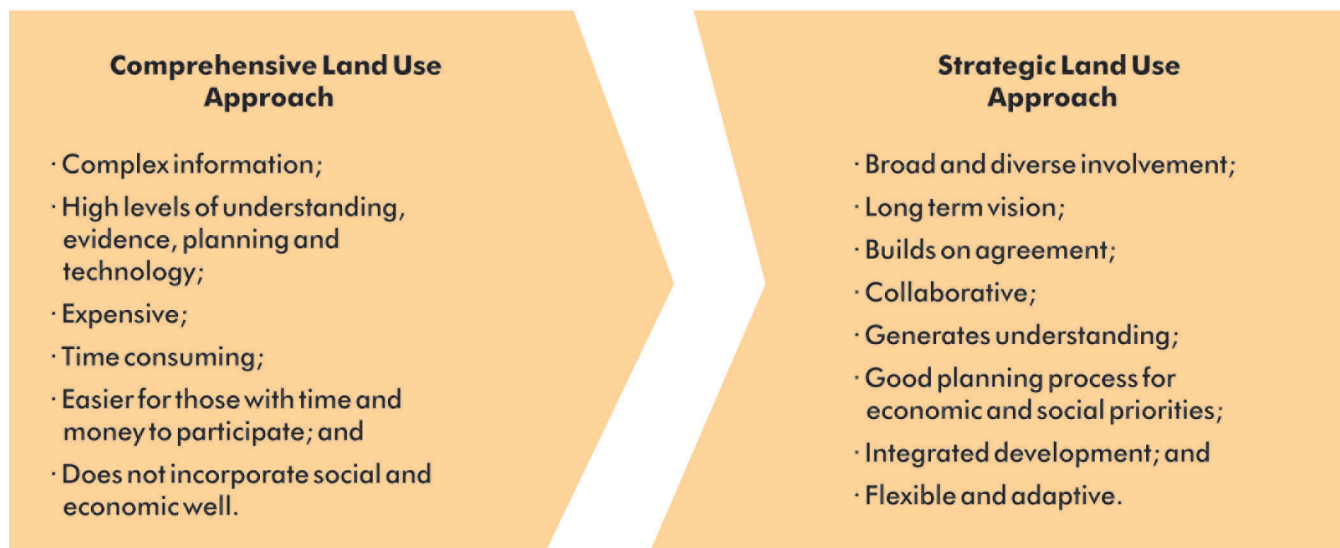 Comprehensive Land Use
Approach
· Complex information;
· High levels of understanding,
evidence, planning and
technology;
· Expensive;
· Time consuming;
· Easier for those with time and
money to participate; and
· Does not incorporate social and
economic well.
Strategic Land Use
Approach
· Broad and diverse involvement;
· Long term vision;
· Builds on agreement;
· Collaborative;
· Generates understanding;
· Good planning process for
economic and social priorities;
· Integrated development; and
· Flexible and adaptive.